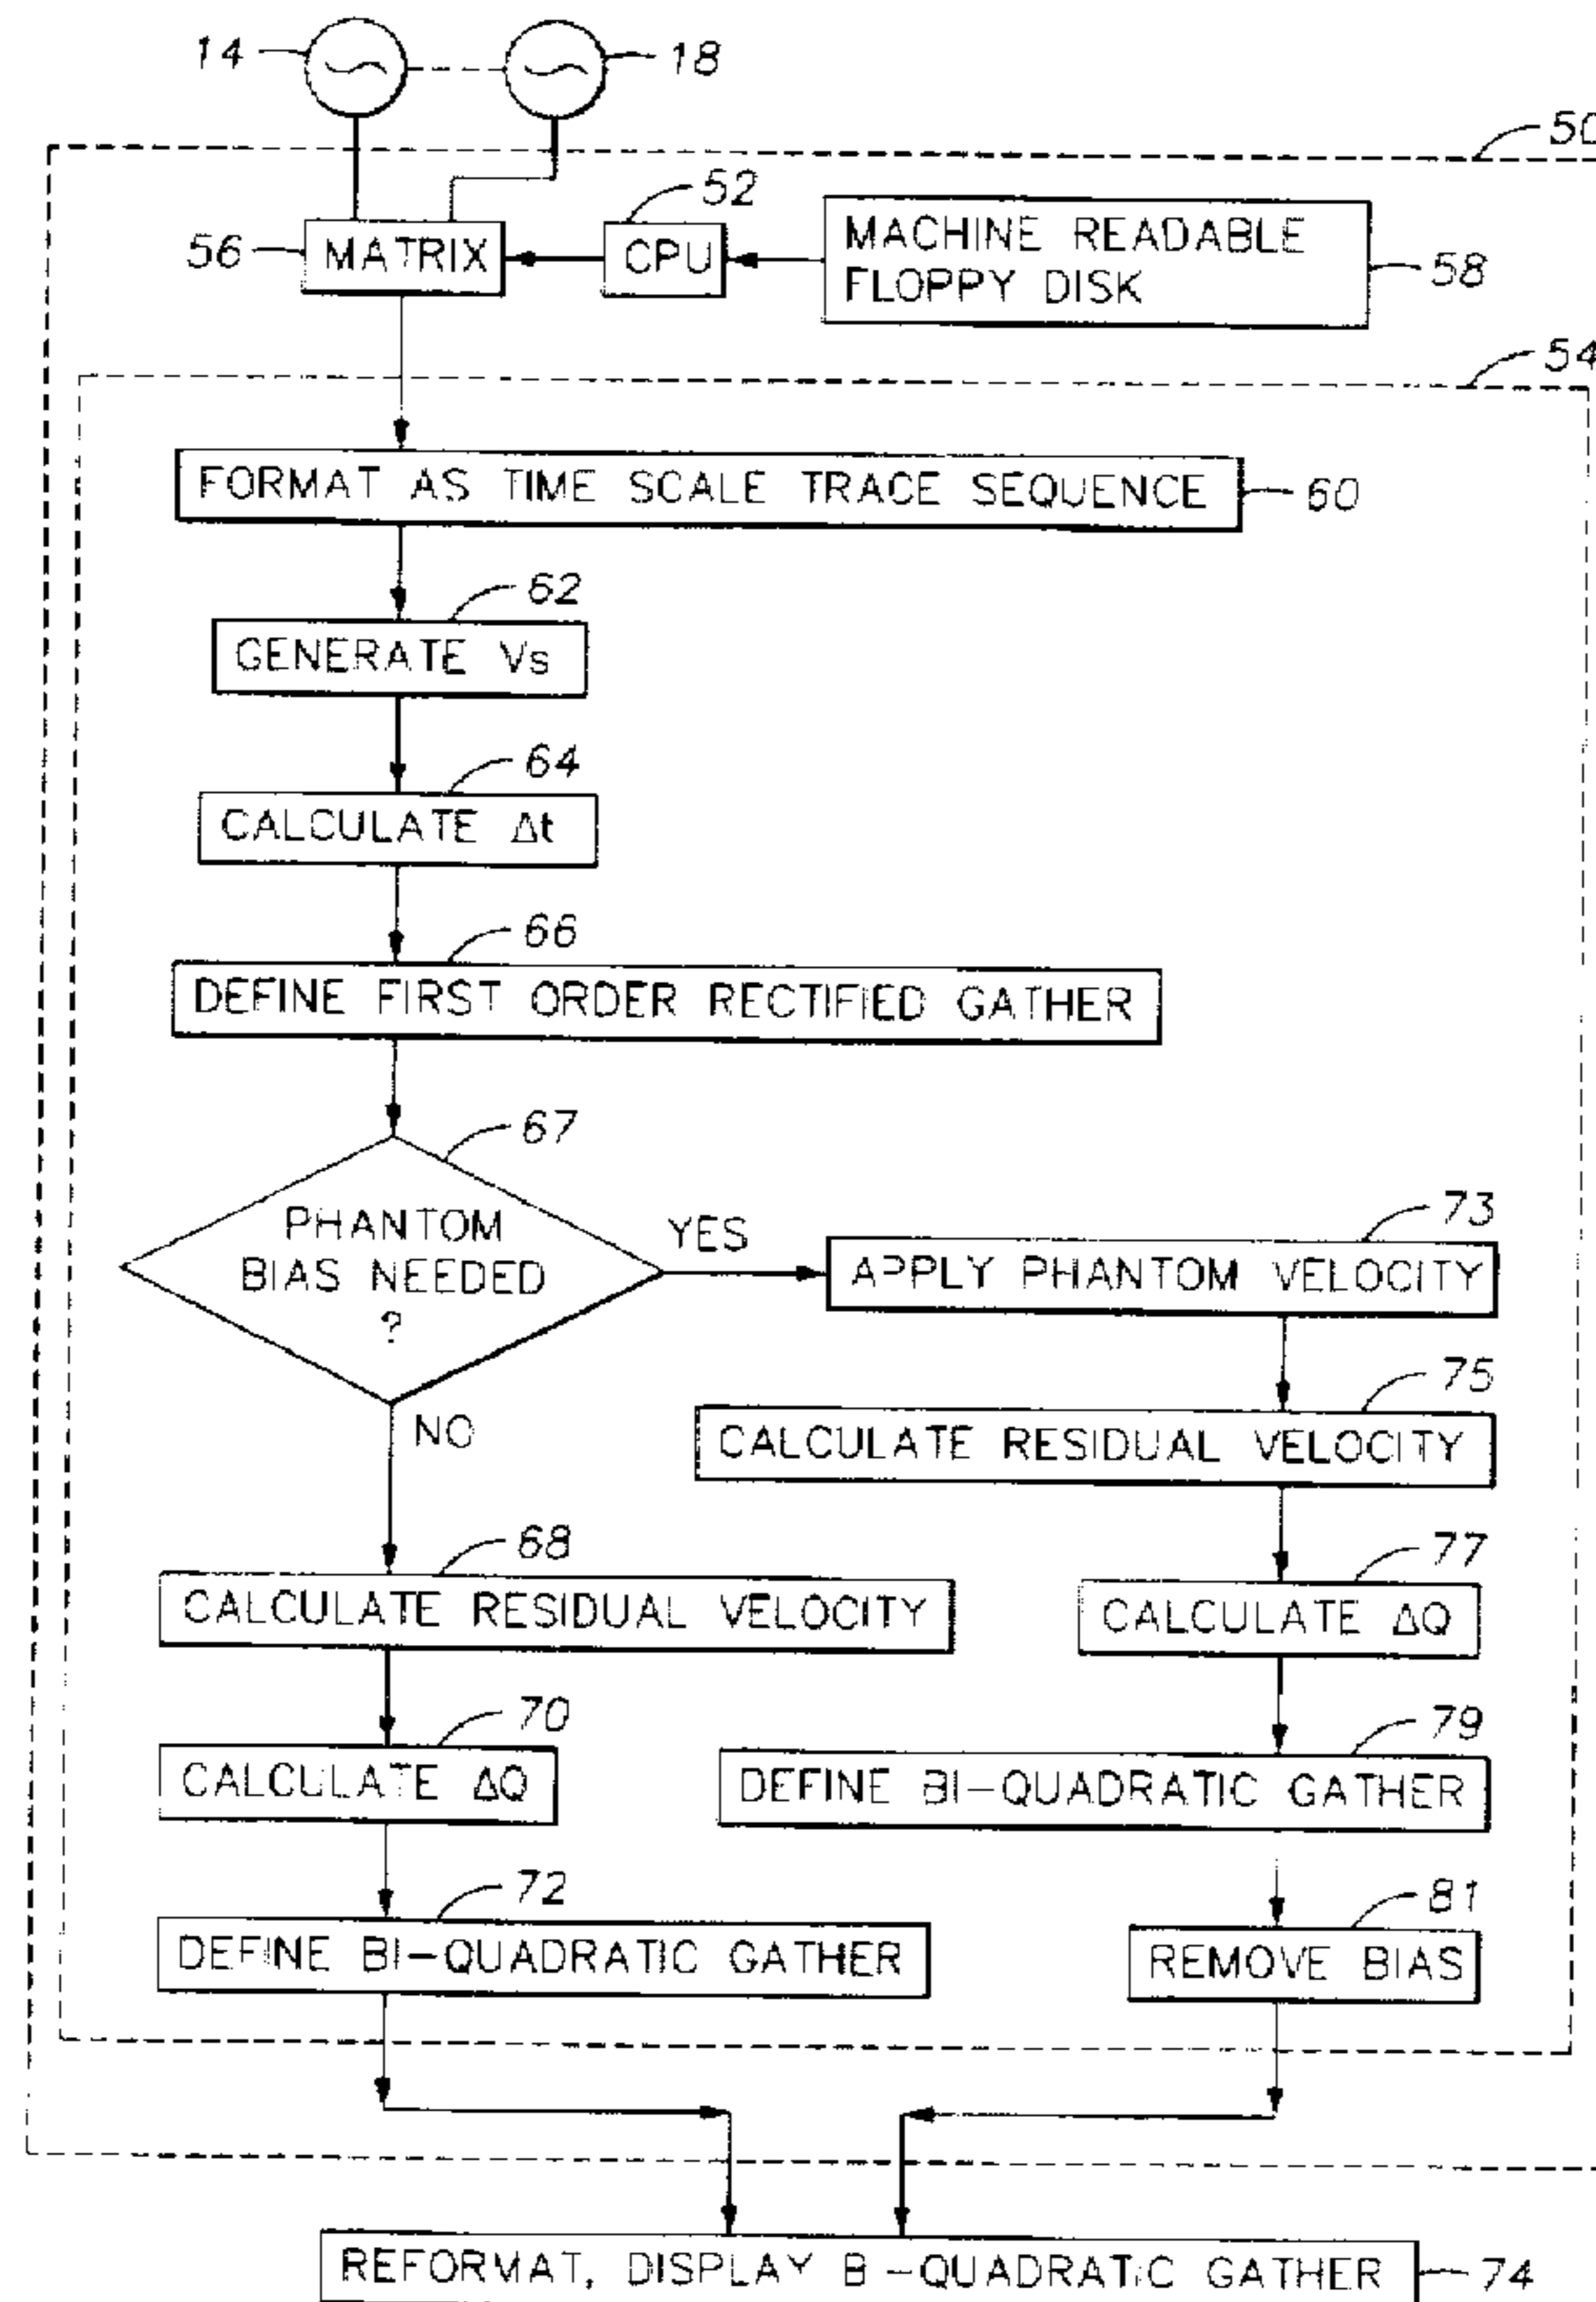 14
18
50
52
56
MATRIX
CPU
MACHINE READABLE
FLOPPY DISK
58
54
FORMAT AS TIME SCALE TRACE SEQUENCE
60
62
GENERATE Vs
64
CALCULATE Δt
66
DEFINE FIRST ORDER RECTIFIED GATHER
67
PHANTOM
BIAS NEEDED
?
YES
73
APPLY PHANTOM VELOCITY
NO
75
CALCULATE RESIDUAL VELOCITY
68
CALCULATE RESIDUAL VELOCITY
77
CALCULATE ΔQ
70
CALCULATE ΔQ
79
DEFINE BI-QUADRATIC GATHER
72
DEFINE BI-QUADRATIC GATHER
81
REMOVE BIAS
REFORMAT, DISPLAY BI-QUADRATIC GATHER
74